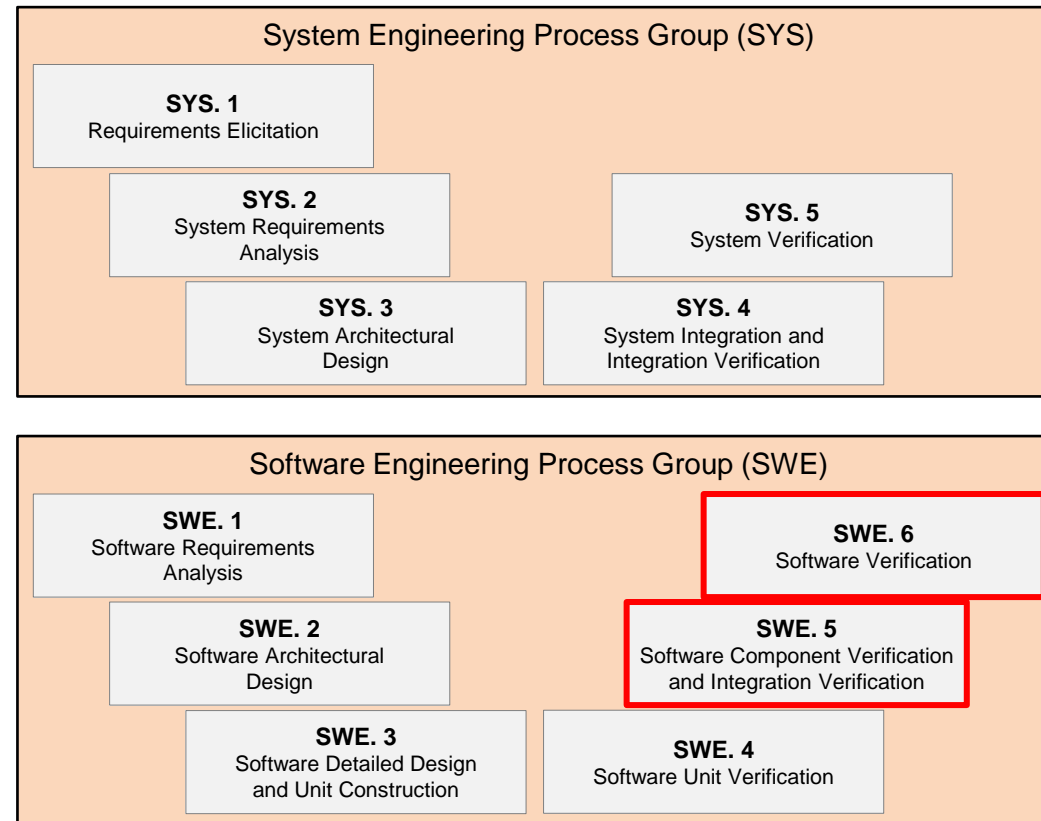 System Engineering Process Group (SYS)
SYS. 1
Requirements Elicitation
SYS. 2
System Requirements
Analysis
SYS. 5
System Verification
SYS. 3
System Architectural
Design
SYS. 4
System Integration and
Integration Verification
Software Engineering Process Group (SWE)
SWE. 1
Software Requirements
Analysis
SWE. 6
Software Verification
SWE. 2
Software Architectural
Design
SWE. 5
Software Component Verification
and Integration Verification
SWE. 3
Software Detailed Design
and Unit Construction
SWE. 4
Software Unit Verification